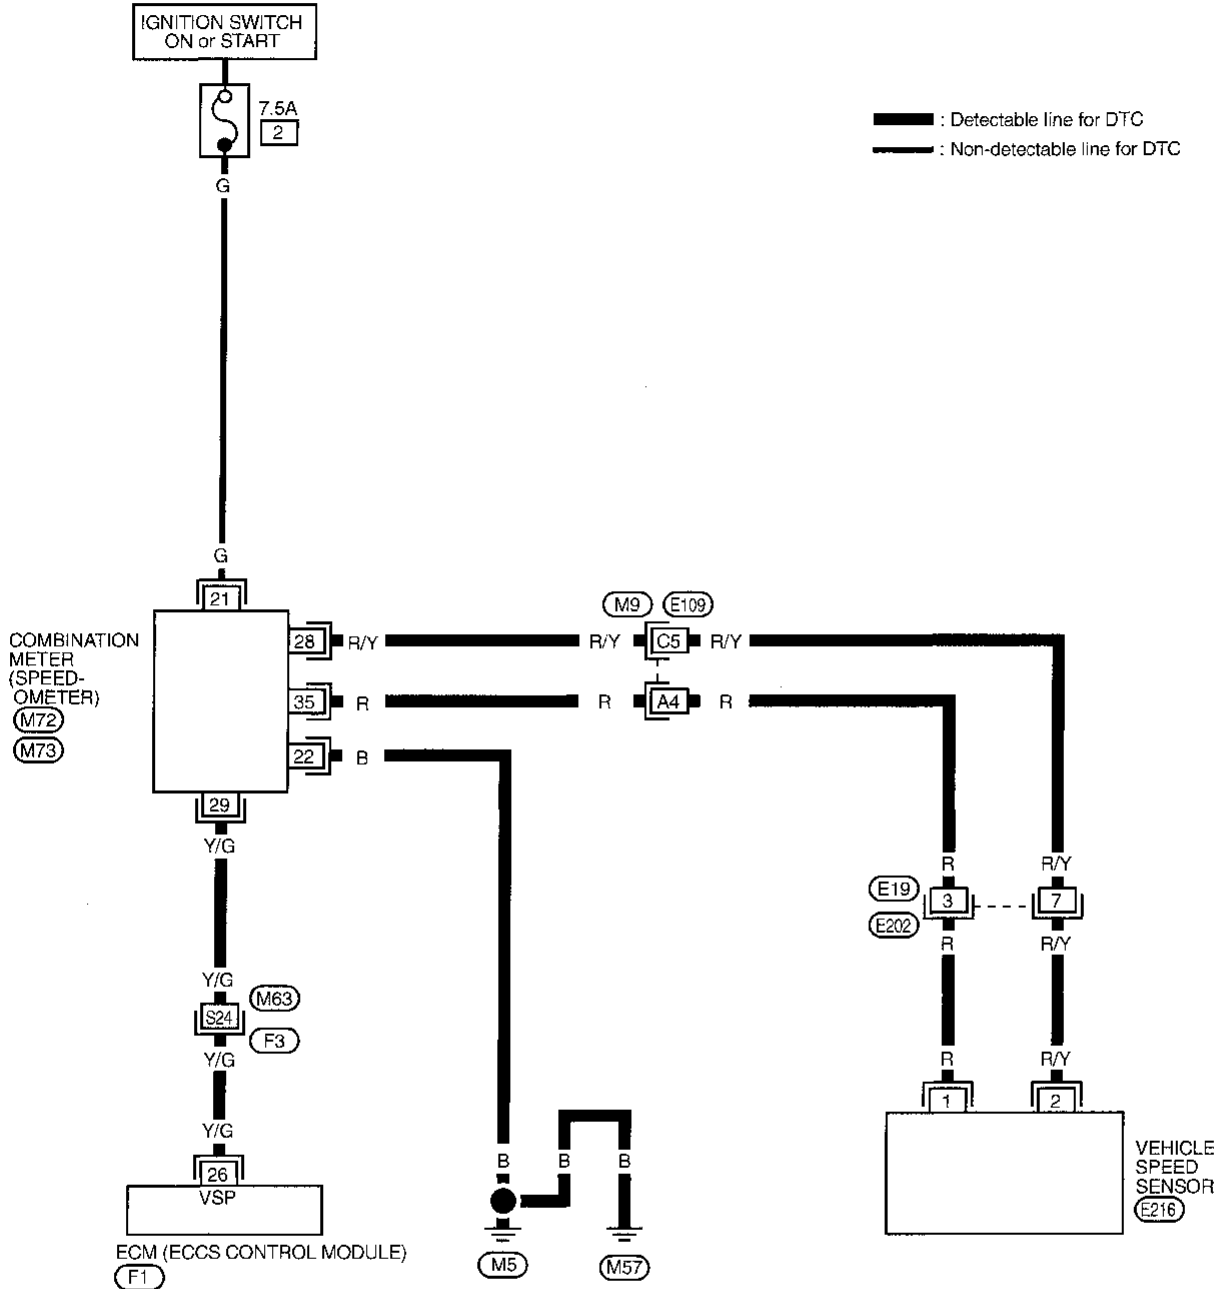 IGNITION SWITCH
ON or START
7.5A
2
: Detectable line for DTC
: Non-detectable line for DTC
G
G
21
M9 E109
28 R/Y R/Y C5 R/Y
COMBINATION
METER
(SPEED-
OMETER)
M72
M73
35 R R A4 R
22 B
29
Y/G
R R/Y
E19
3 7
E202
R R/Y
Y/G
M63
S24
F3
Y/G
R R/Y
1 2
Y/G
B B B
26
VSP
VEHICLE
SPEED
SENSOR
E216
ECM (ECCS CONTROL MODULE)
F1
M5 M57